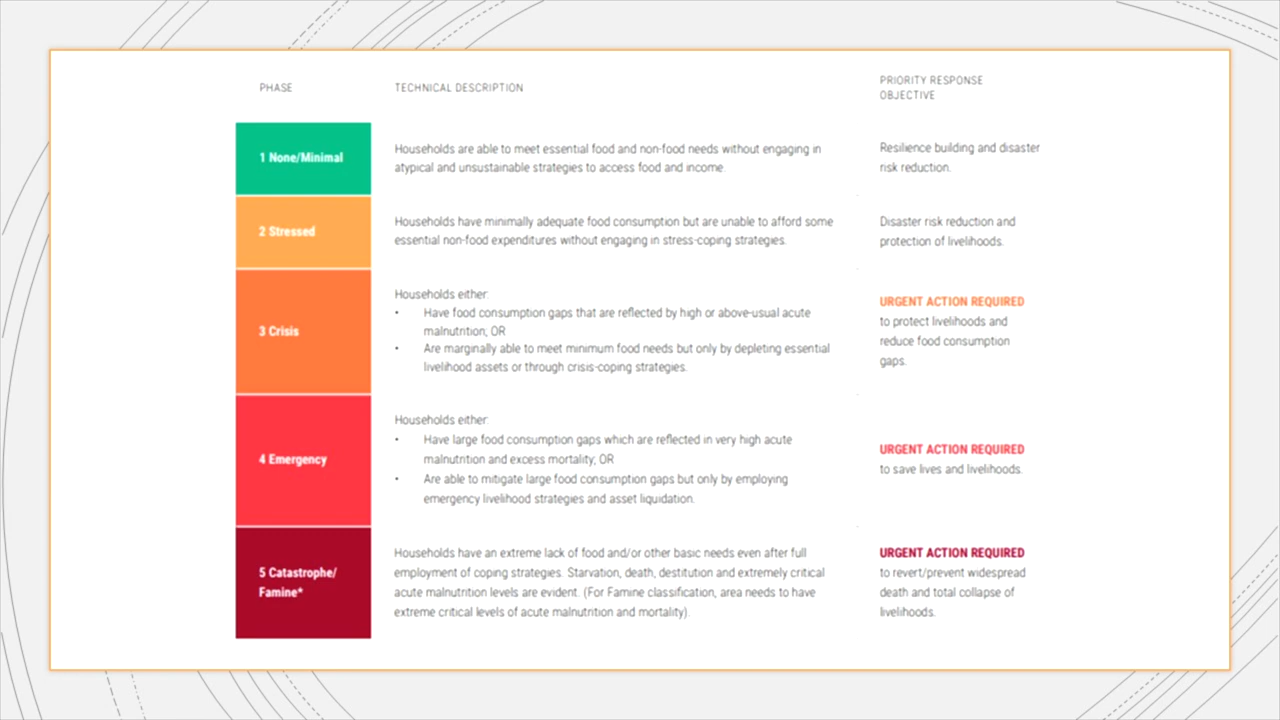 PHASE
TECHNICAL DESCRIPTION
PRIORITY RESPONSE
OBJECTIVE
1 None/Minimal
Households are able to meet essential food and non-food needs without engaging in
atypical and unsustainable strategies to access food and income.
Resilience building and disaster
risk reduction.
2 Stressed
Households have minimally adequate food consumption but are unable to afford some
essential non-food expenditures without engaging in stress-coping strategies.
Disaster risk reduction and
protection of livelihoods.
3 Crisis
Households either:
• Have food consumption gaps that are reflected by high or above-usual acute
malnutrition; OR
• Are marginally able to meet minimum food needs but only by depleting essential
livelihood assets or through crisis-coping strategies.
URGENT ACTION REQUIRED
to protect livelihoods and
reduce food consumption
gaps.
4 Emergency
Households either:
• Have large food consumption gaps which are reflected in very high acute
malnutrition and excess mortality; OR
• Are able to mitigate large food consumption gaps but only by employing
emergency livelihood strategies and asset liquidation.
URGENT ACTION REQUIRED
to save lives and livelihoods.
5 Catastrophe/
Famine*
Households have an extreme lack of food and/or other basic needs even after full
employment of coping strategies. Starvation, death, destitution and extremely critical
acute malnutrition levels are evident. (For Famine classification, area needs to have
extreme critical levels of acute malnutrition and mortality).
URGENT ACTION REQUIRED
to revert/prevent widespread
death and total collapse of
livelihoods.